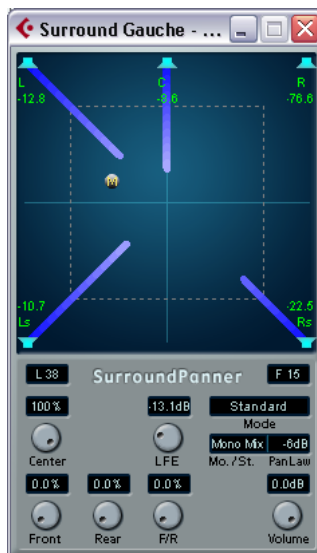 Surround Gauche - ...
L C R
-12.8 -8.6 -76.6
-10.7 -22.5
Ls Rs
L 38 SurroundPanner F 15
100% -13.1dB Standard
Mode
Mono Mix -6dB
Center LFE Mo./St. PanLaw
0.0% 0.0% 0.0% 0.0dB
Front Rear F/R Volume